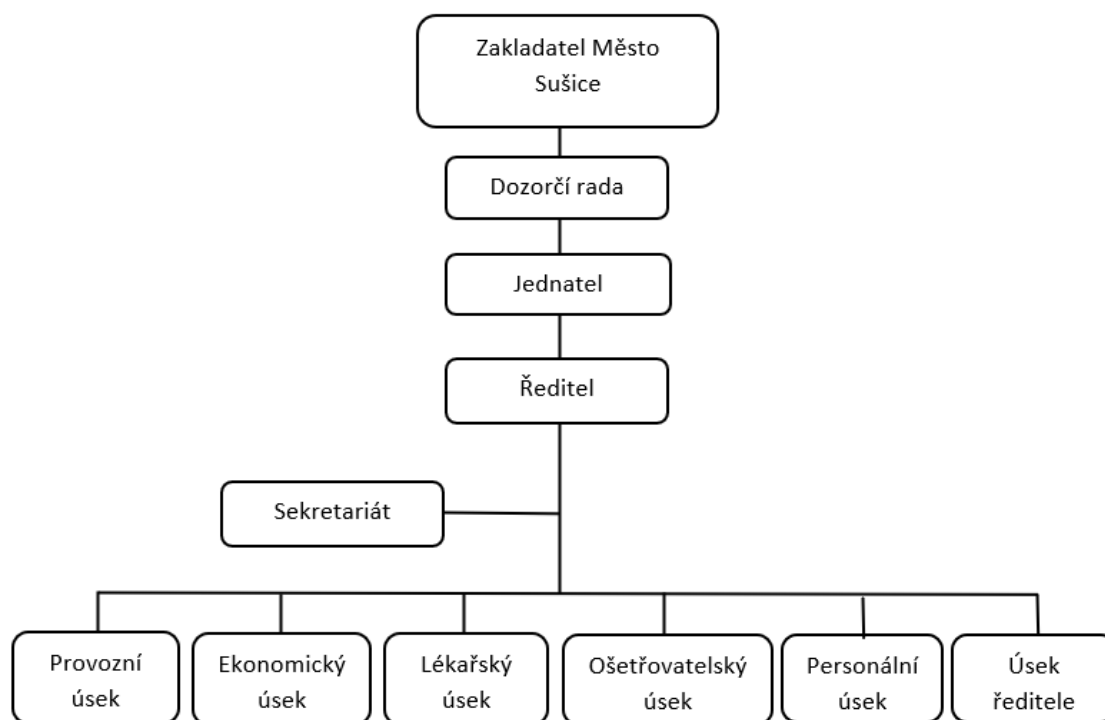 Zakladatel Město
Sušice
Dozorčí rada
Jednatel
Ředitel
Sekretariát
Provozní
úsek
Ekonomický
úsek
Lékařský
úsek
Ošetřovatelský
úsek
Personální
úsek
Úsek
ředitele